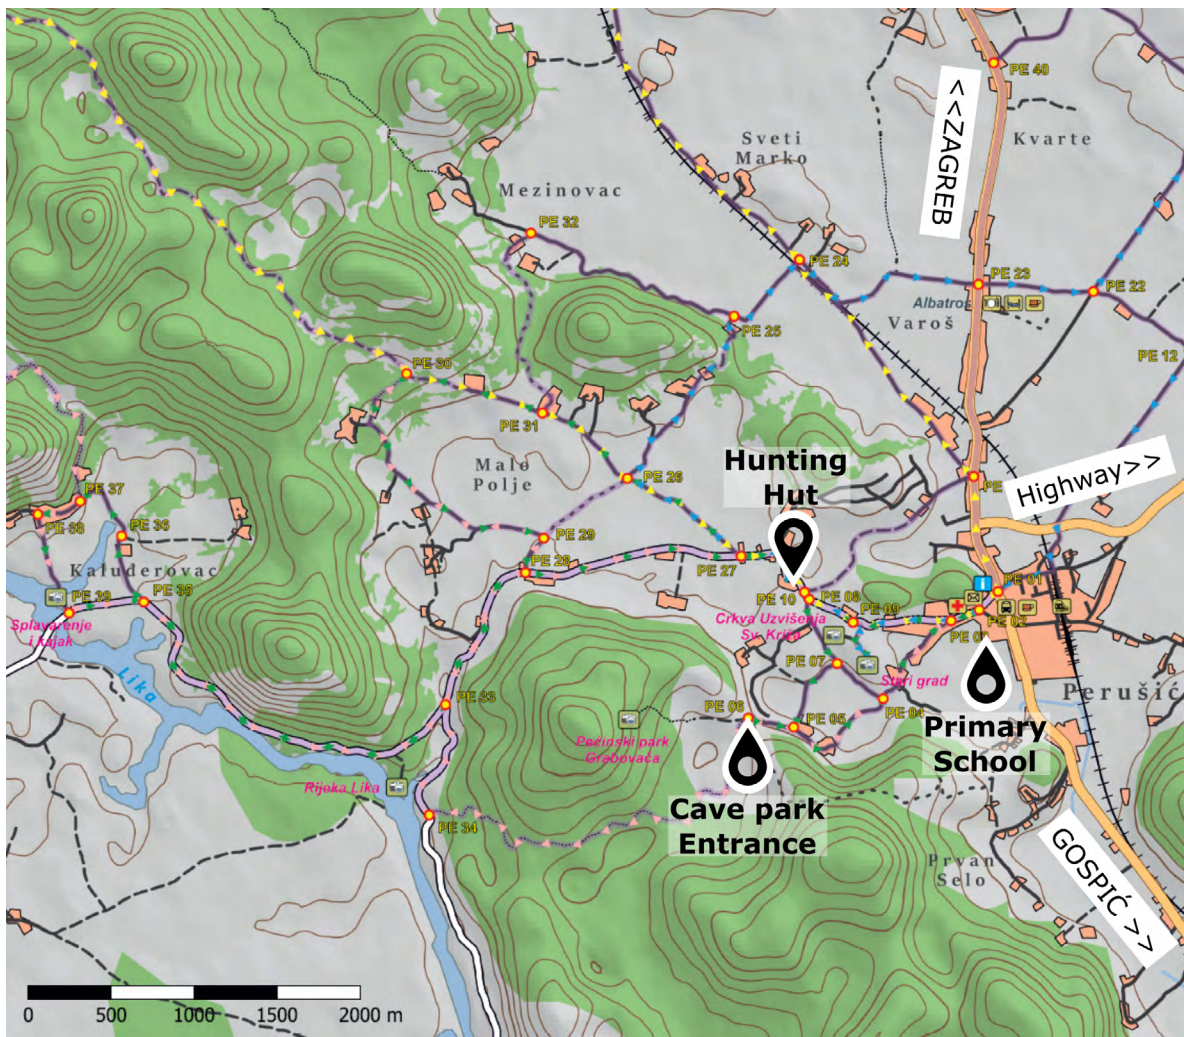 PE 40
<<ZAGREB
Kvarte
Sveti
Marko
Mezinovac
PE 32
PE 24
PE 23
PE 22
Albatros
Varoš
PE 25
PE 12
PE 30
PE 31
Malo
Polje
PE 26
Hunting
Hut
PE
Highway>>
PE 37
PE 38
PE 36
PE 29
PE 28
PE 27
Kaluđerovac
PE 39
PE 35
Splavarenje
i kajak
Lika
PE 10
PE 08
PE 09
PE 01
PE 02
PE 0
Crkva Uzvišenja
Sv. Križa
PE 07
Stari grad
PE 04
Perušić
PE 33
PE 06
PE 05
Pećinski park
Grabovača
Primary
School
Rijeka Lika
PE 34
Cave park
Entrance
Prvan
Selo
GOSPIĆ >>
0 500 1000 1500 2000 m